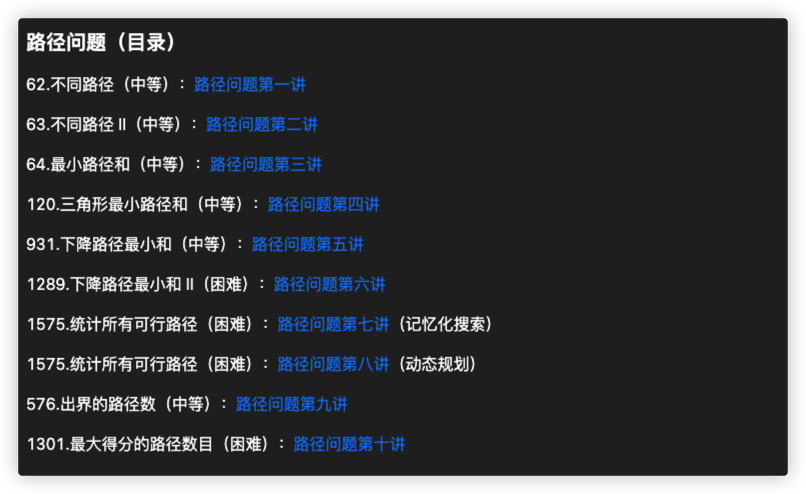 路径问题（目录）
62.不同路径（中等）：路径问题第一讲
63.不同路径 II（中等）：路径问题第二讲
64.最小路径和（中等）：路径问题第三讲
120.三角形最小路径和（中等）：路径问题第四讲
931.下降路径最小和（中等）：路径问题第五讲
1289.下降路径最小和 II（困难）：路径问题第六讲
1575.统计所有可行路径（困难）：路径问题第七讲（记忆化搜索）
1575.统计所有可行路径（困难）：路径问题第八讲（动态规划）
576.出界的路径数（中等）：路径问题第九讲
1301.最大得分的路径数目（困难）：路径问题第十讲